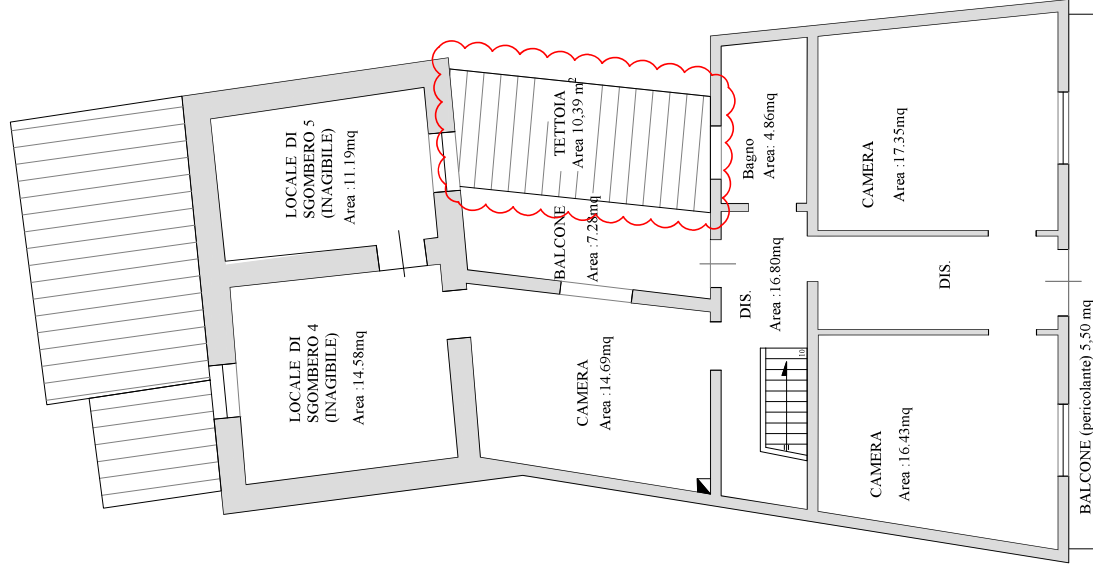 LOCALE DI
SGOMBERO 5
(INAGIBILE)
Area :11.19mq
LOCALE DI
SGOMBERO 4
(INAGIBILE)
Area :14.58mq
TETTOIA
Area 10,39 m²
BALCONE
Area :7.28mq
CAMERA
Area :14.69mq
Bagno
Area: 4.86mq
DIS.
Area :16.80mq
10
CAMERA
Area :17.35mq
DIS.
CAMERA
Area :16.43mq
BALCONE (pericolante) 5,50 mq